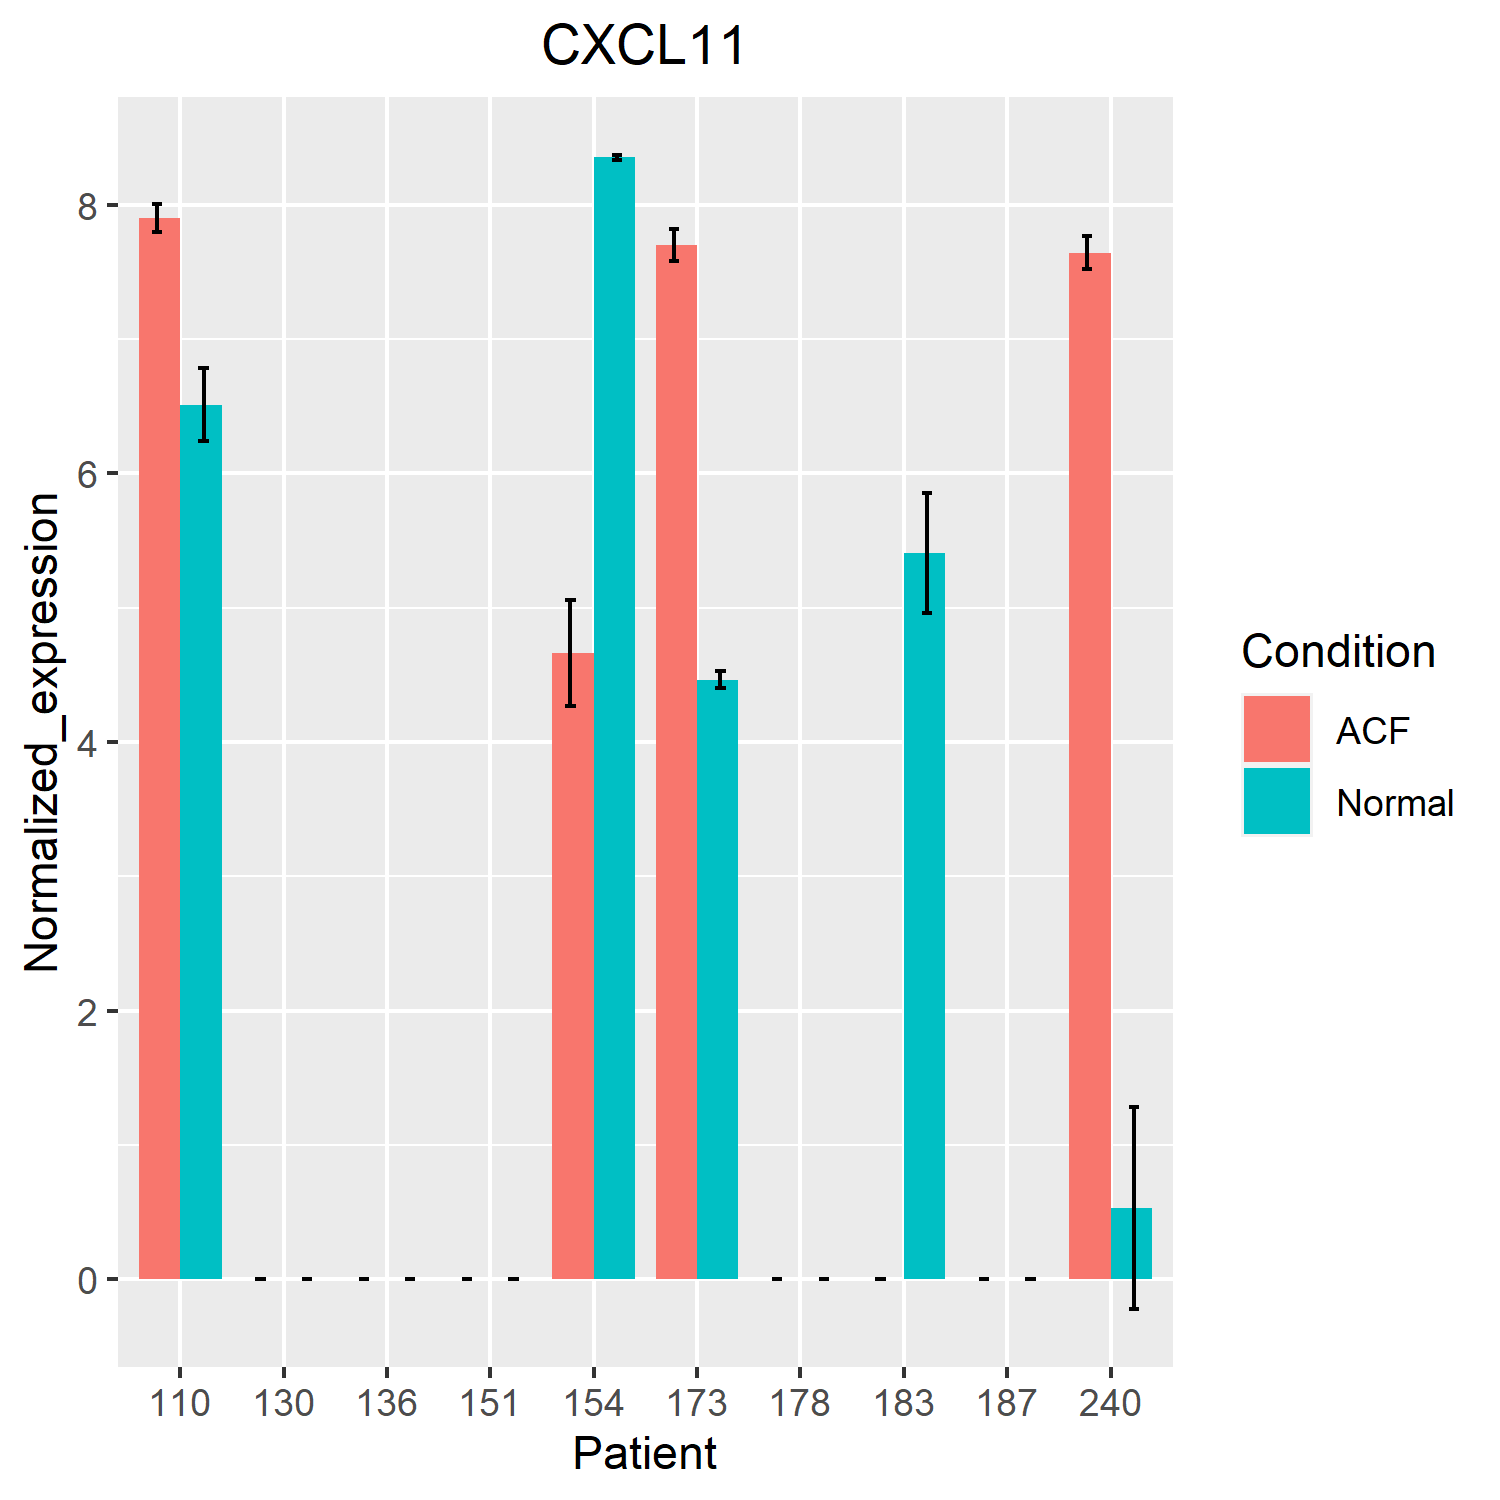 CXCL11
Normalized_expression
8
6
4
2
0
110 130 136 151 154 173 178 183 187 240
Patient
Condition
ACF
Normal